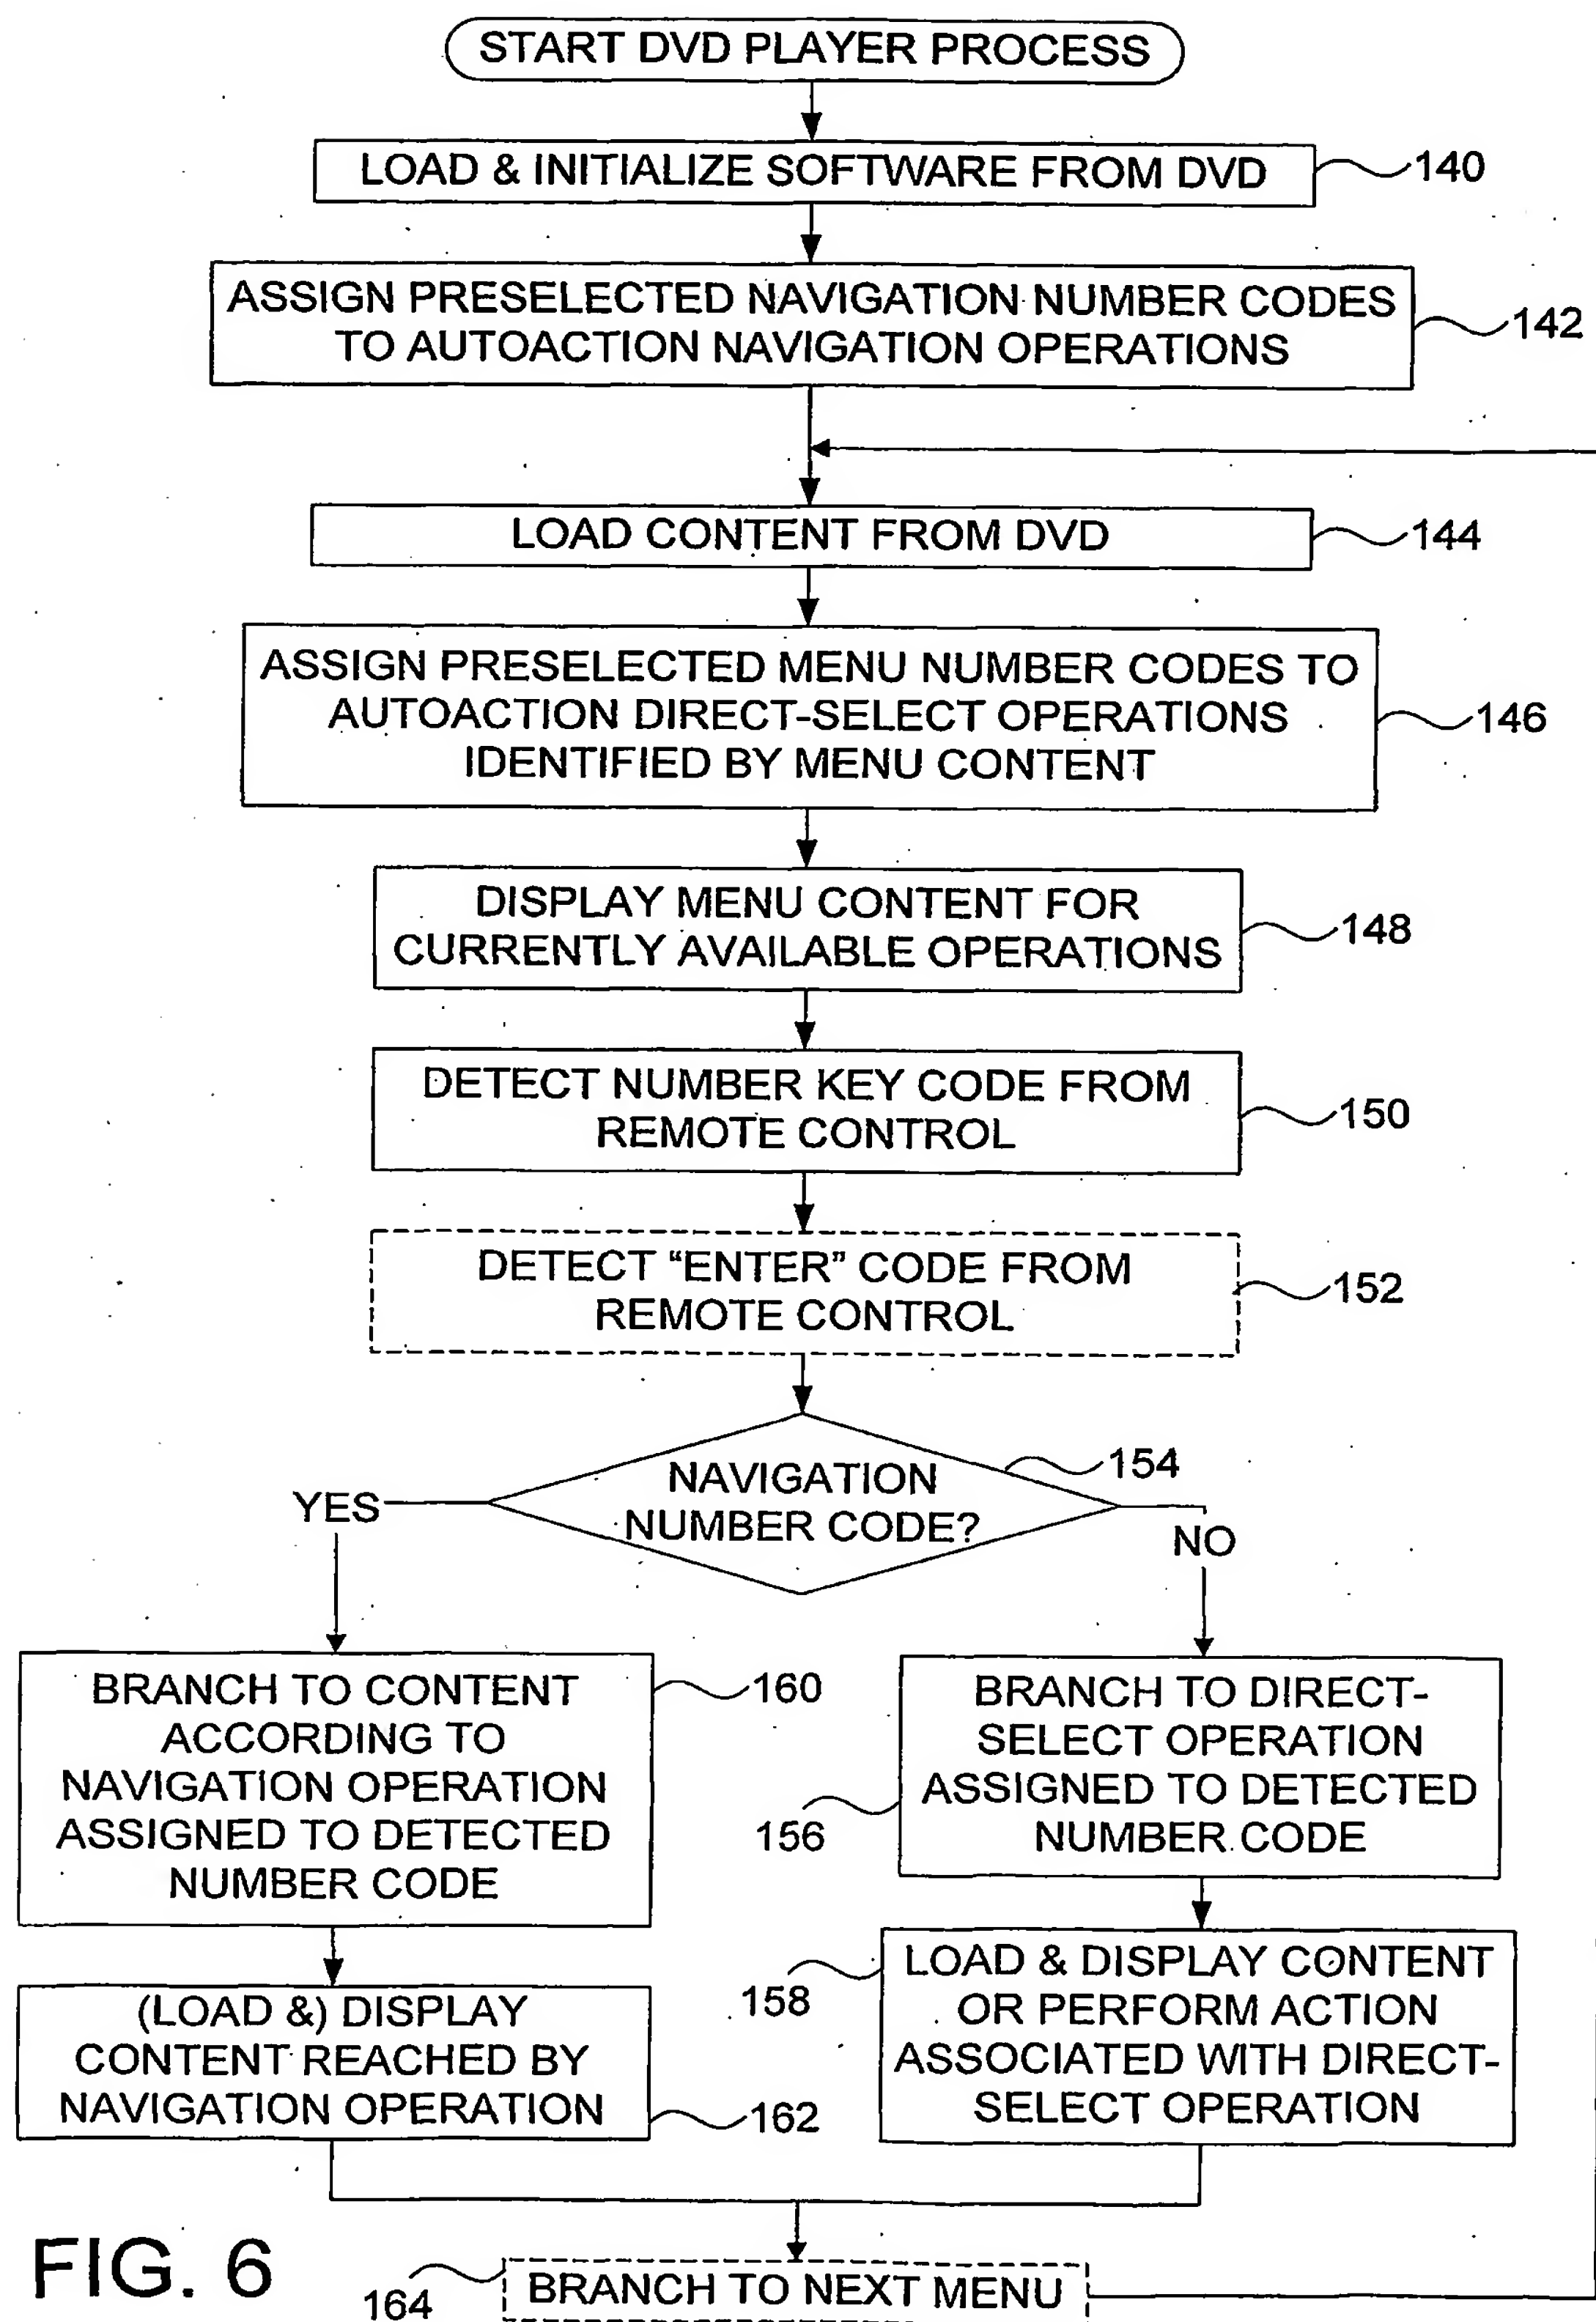 START DVD PLAYER PROCESS
LOAD & INITIALIZE SOFTWARE FROM DVD
140
ASSIGN PRESELECTED NAVIGATION NUMBER CODES
TO AUTOACTION NAVIGATION OPERATIONS
142
LOAD CONTENT FROM DVD
144
ASSIGN PRESELECTED MENU NUMBER CODES TO
AUTOACTION DIRECT-SELECT OPERATIONS
IDENTIFIED BY MENU CONTENT
146
DISPLAY MENU CONTENT FOR
CURRENTLY AVAILABLE OPERATIONS
148
DETECT NUMBER KEY CODE FROM
REMOTE CONTROL
150
DETECT “ENTER” CODE FROM
REMOTE CONTROL
152
NAVIGATION
NUMBER CODE?
154
YES
NO
BRANCH TO CONTENT
ACCORDING TO
NAVIGATION OPERATION
ASSIGNED TO DETECTED
NUMBER CODE
160
BRANCH TO DIRECT-
SELECT OPERATION
ASSIGNED TO DETECTED
NUMBER CODE
156
(LOAD &) DISPLAY
CONTENT REACHED BY
NAVIGATION OPERATION
162
LOAD & DISPLAY CONTENT
OR PERFORM ACTION
ASSOCIATED WITH DIRECT-
SELECT OPERATION
158
BRANCH TO NEXT MENU
164
FIG. 6